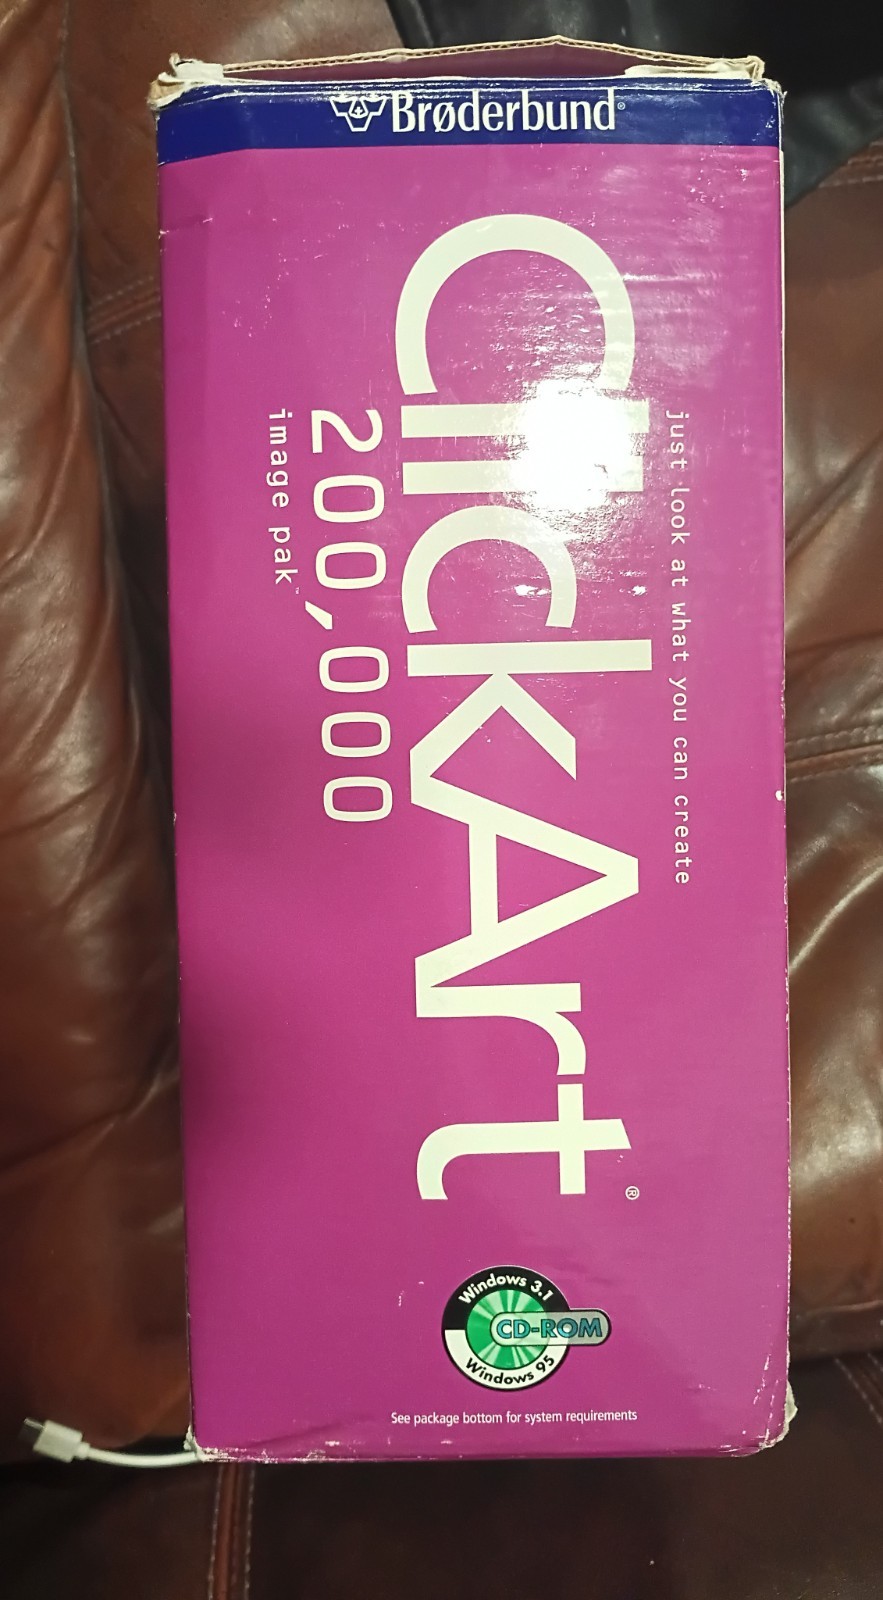 Brøderbund®
just look at what you can create
ClickArt®
200,000
image pak™
Windows 3.1
CD-ROM
Windows 95
See package bottom for system requirements